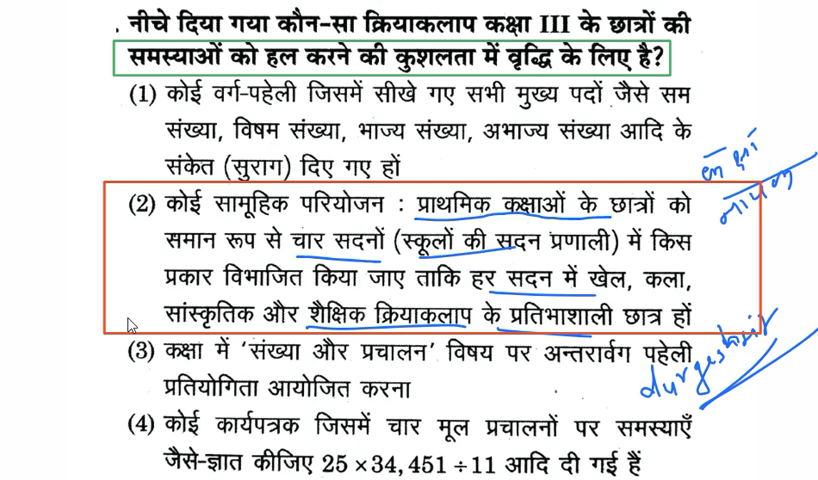 . नीचे दिया गया कौन-सा क्रियाकलाप कक्षा III के छात्रों की
समस्याओं को हल करने की कुशलता में वृद्धि के लिए है?
(1) कोई वर्ग-पहेली जिसमें सीखे गए सभी मुख्य पदों जैसे सम
संख्या, विषम संख्या, भाज्य संख्या, अभाज्य संख्या आदि के
संकेत (सुराग) दिए गए हों
(2) कोई सामूहिक परियोजन : प्राथमिक कक्षाओं के छात्रों को
समान रूप से चार सदनों (स्कूलों की सदन प्रणाली) में किस
प्रकार विभाजित किया जाए ताकि हर सदन में खेल, कला,
सांस्कृतिक और शैक्षिक क्रियाकलाप के प्रतिभाशाली छात्र हों
(3) कक्षा में 'संख्या और प्रचालन' विषय पर अन्तरार्वग पहेली
प्रतियोगिता आयोजित करना
(4) कोई कार्यपत्रक जिसमें चार मूल प्रचालनों पर समस्याएँ
जैसे-ज्ञात कीजिए 25 × 34, 451 ÷ 11 आदि दी गई हैं